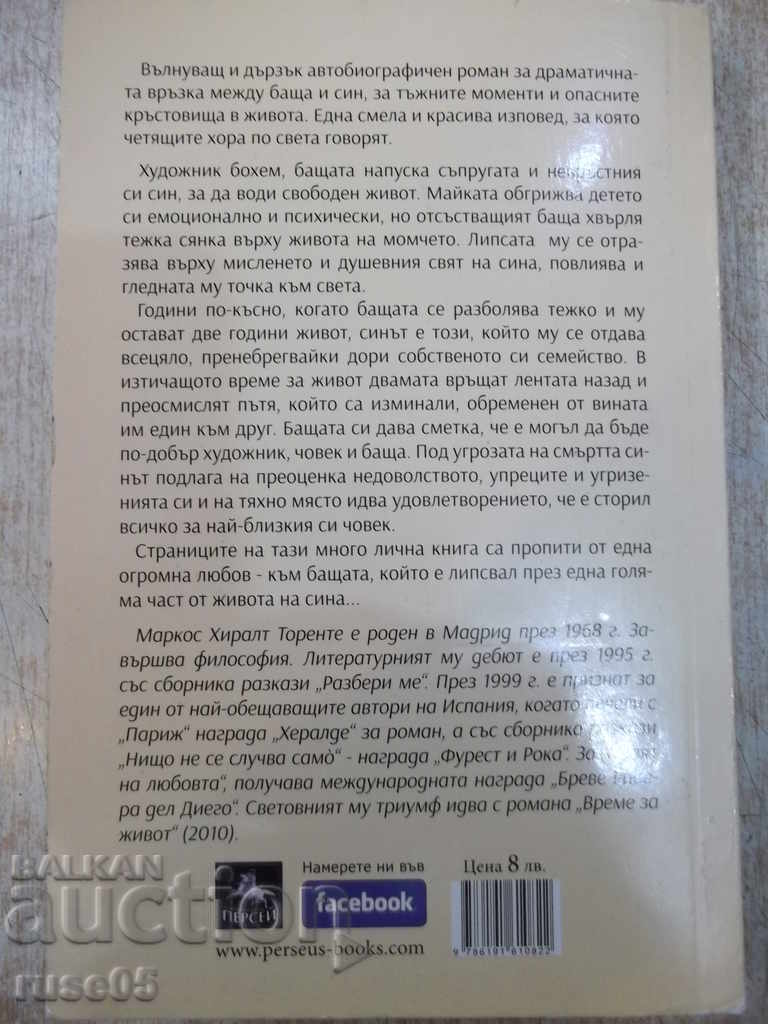 Вълнуващ и дързък автобиографичен роман за драматична-
та връзка между баща и син, за тъжните моменти и опасните
кръстовища в живота. Една смела и красива изповед, за която
четящите хора по света говорят.
Художник бохем, бащата напуска съпругата и невръстния
си син, за да води свободен живот. Майката обгрижва детето
си емоционално и психически, но отсъстващият баща хвърля
тежка сянка върху живота на момчето. Липсата му се отра-
зява върху мисленето и душевния свят на сина, повлиява и
гледната му точка към света.
Години по-късно, когато бащата се разболява тежко и му
остават две години живот, синът е този, който му се отдава
всецяло, пренебрегвайки дори собственото си семейство. В
изтичащото време за живот двамата връщат лентата назад и
преосмислят пътя, който са изминали, обременен от вината
им един към друг. Бащата си дава сметка, че е могъл да бъде
по-добър художник, човек и баща. Под угрозата на смъртта си-
нът подлага на преоценка недоволството, упреците и угризе-
нията си и на тяхно място идва удовлетворението, че е сторил
всичко за най-близкия си човек.
Страниците на тази много лична книга са пропити от една
огромна любов - към бащата, който е липсвал през една голя-
ма част от живота на сина...
Маркос Хиралт Торенте е роден в Мадрид през 1968 г. За-
вършва философия. Литературният му дебют е през 1995 г.
със сборника разкази „Разбери ме“. През 1999 г. е признат за
един от най-обещаващите автори на Испания, когато печели с
„Париж“ награда „Хералде“ за роман, а със сборника разкази
„Нищо не се случва само̀“ - награда „Фурест и Рока“. За
на любовта“, получава международната награда „Бреве
ра дел Диего“. Световният му триумф идва с романа „Време за
живот“ (2010).
ПЕРСЕЙ
Намерете ни във
facebook
www.perseus-books.com
Цена 8 лв.
9 786191 610822
BALKAN
auction
ruse05